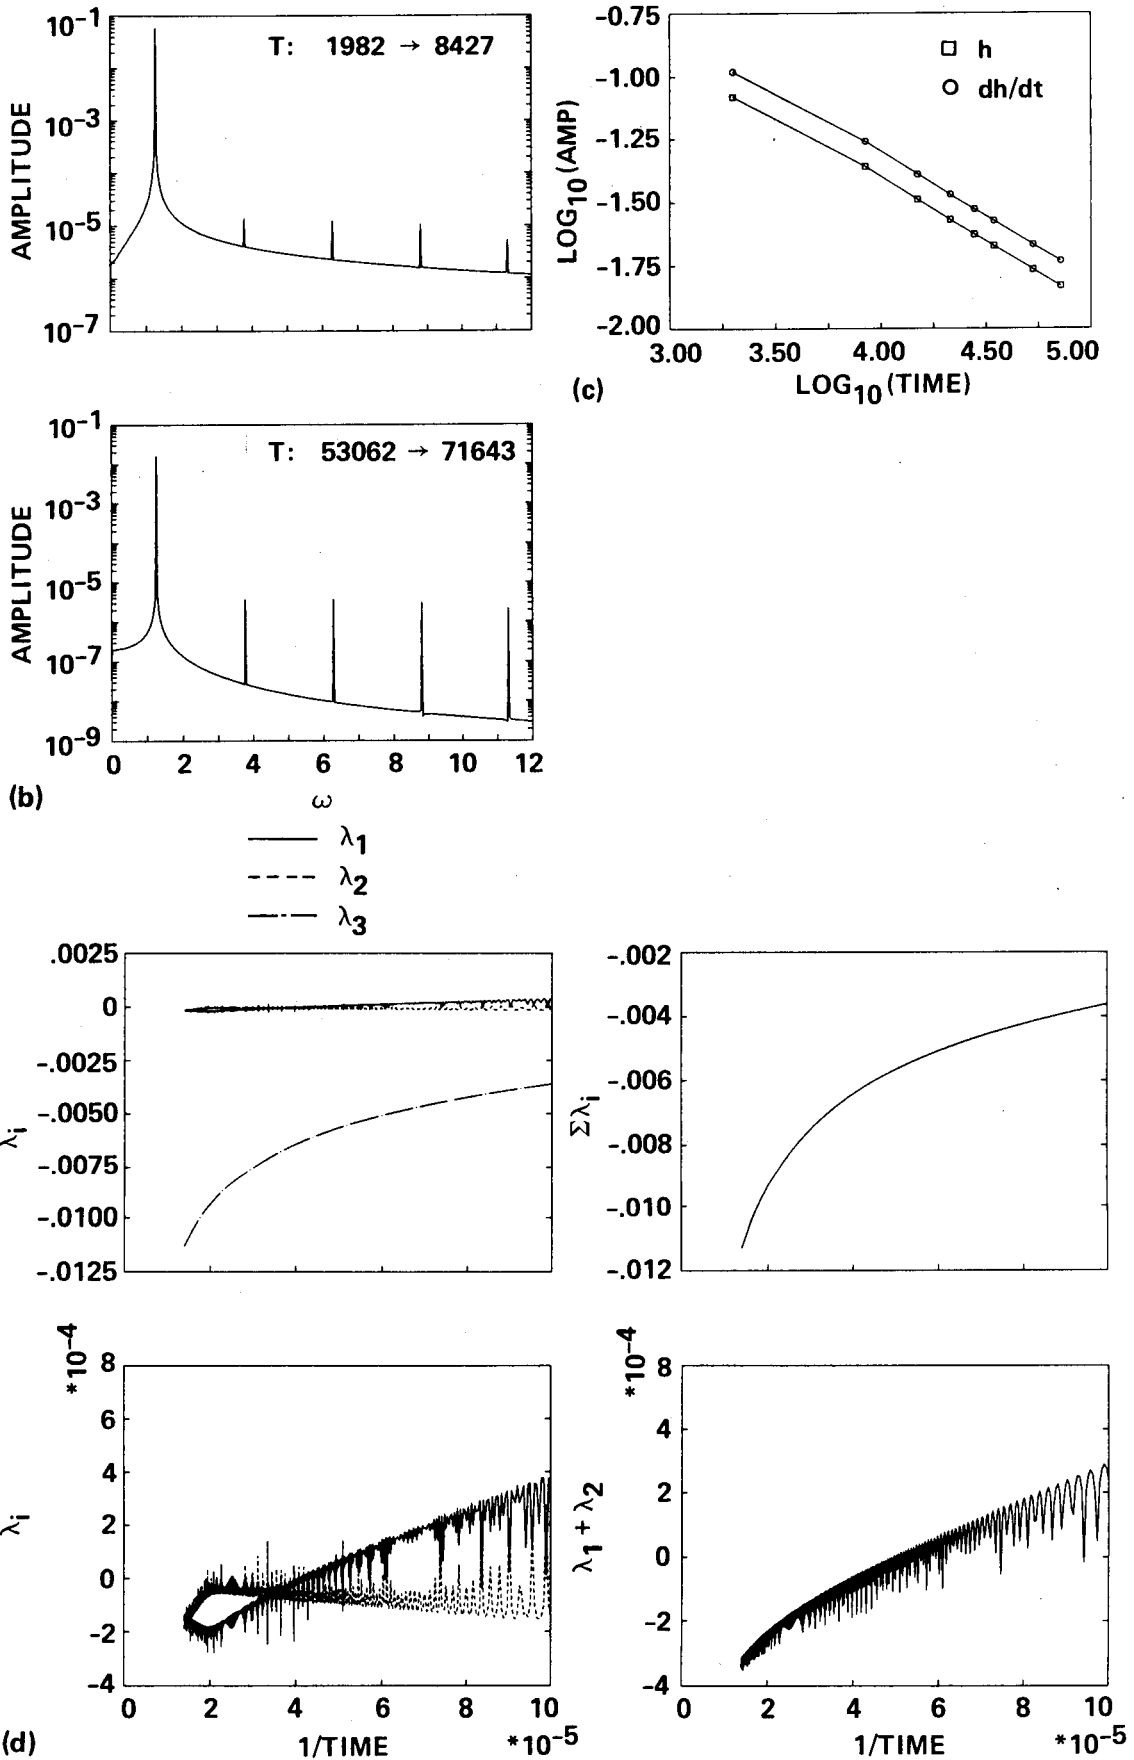 10⁻¹
T: 1982 → 8427
10⁻³
10⁻⁵
10⁻⁷
AMPLITUDE
-0.75
-1.00
-1.25
-1.50
-1.75
-2.00
LOG₁₀(AMP)
h
dh/dt
3.00 3.50 4.00 4.50 5.00
LOG₁₀(TIME)
(c)
10⁻¹
T: 53062 → 71643
10⁻³
10⁻⁵
10⁻⁷
10⁻⁹
AMPLITUDE
0 2 4 6 8 10 12
ω
(b)
λ₁
λ₂
λ₃
.0025
0
-.0025
-.0050
-.0075
-.0100
-.0125
λᵢ
-.002
-.004
-.006
-.008
-.010
-.012
Σλᵢ
*10⁻⁴
8
6
4
2
0
-2
-4
λᵢ
0 2 4 6 8 10
1/TIME *10⁻⁵
*10⁻⁴
8
4
2
0
-2
-4
λ₁ + λ₂
0 2 4 6 8 10
1/TIME *10⁻⁵
(d)